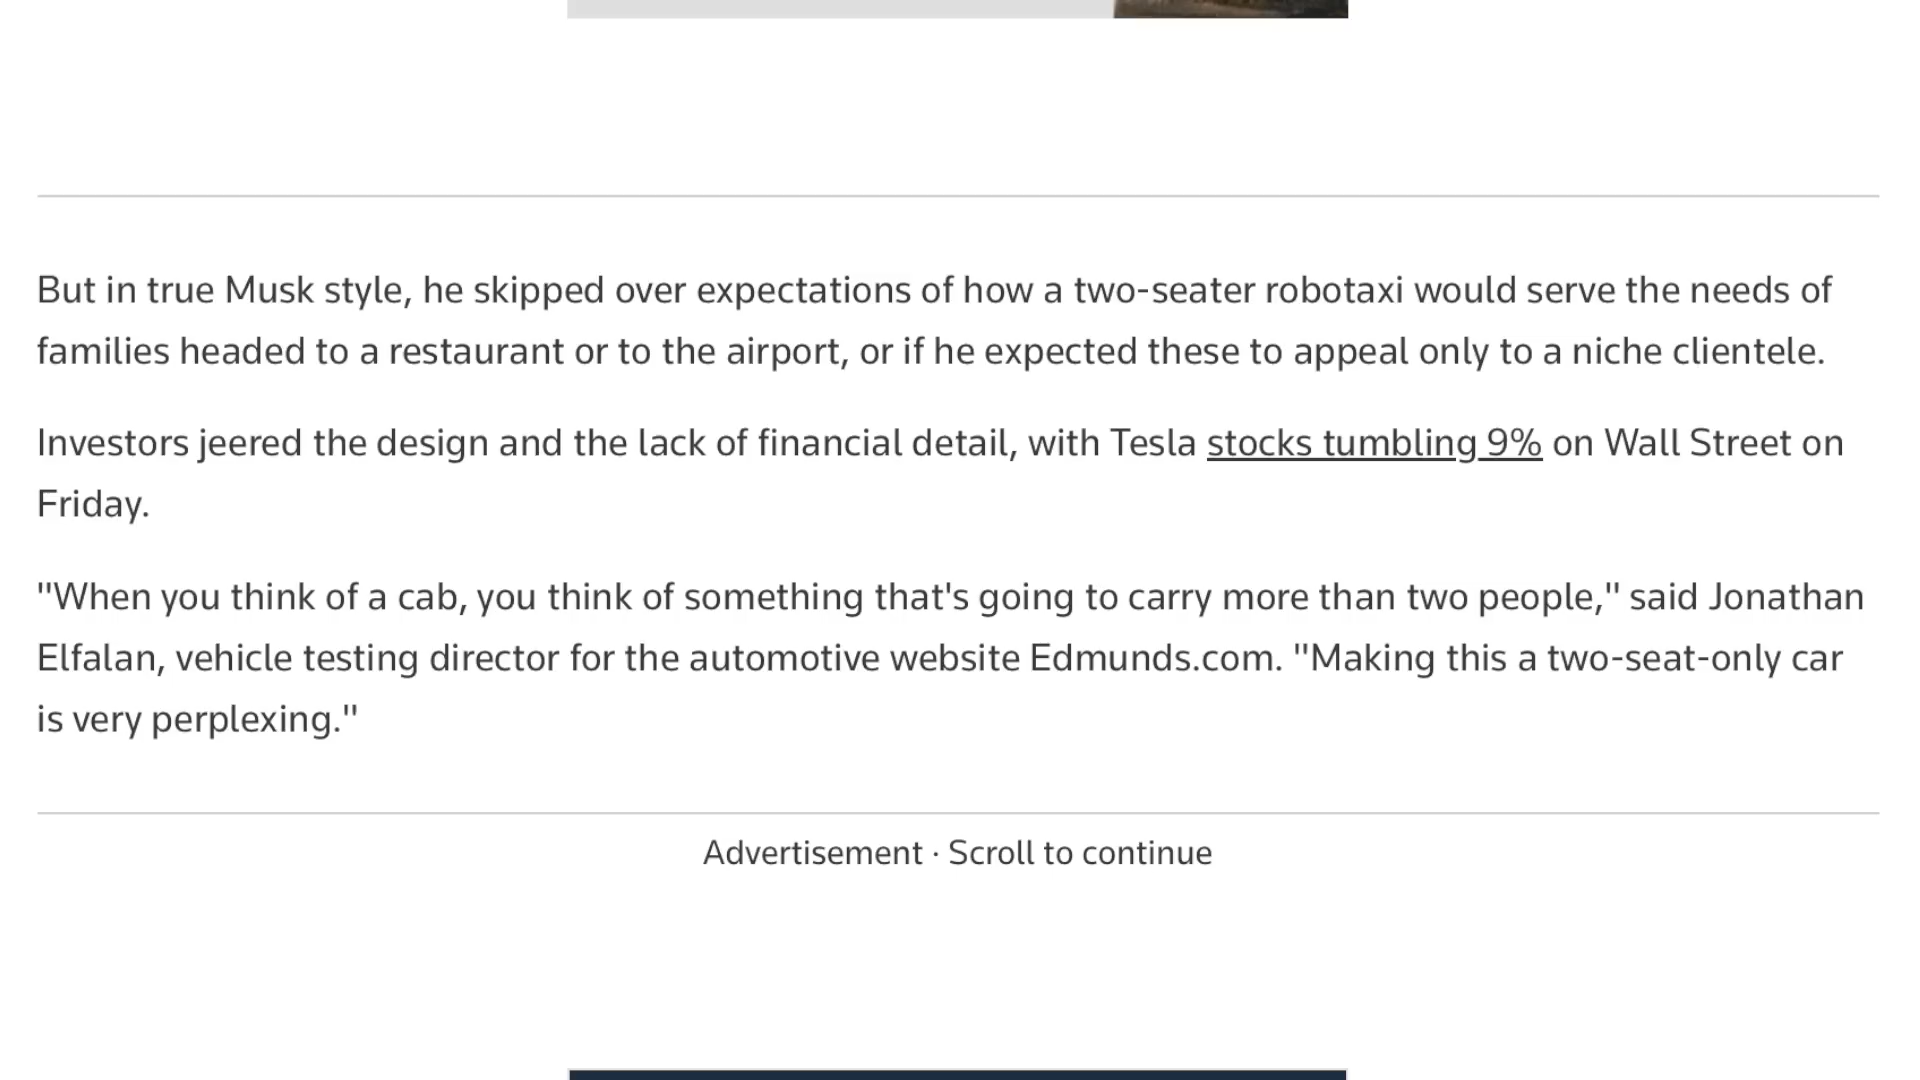 But in true Musk style, he skipped over expectations of how a two-seater robotaxi would serve the needs of
families headed to a restaurant or to the airport, or if he expected these to appeal only to a niche clientele.
Investors jeered the design and the lack of financial detail, with Tesla stocks tumbling 9% on Wall Street on
Friday.
"When you think of a cab, you think of something that's going to carry more than two people," said Jonathan
Elfalan, vehicle testing director for the automotive website Edmunds.com. "Making this a two-seat-only car
is very perplexing."
Advertisement · Scroll to continue